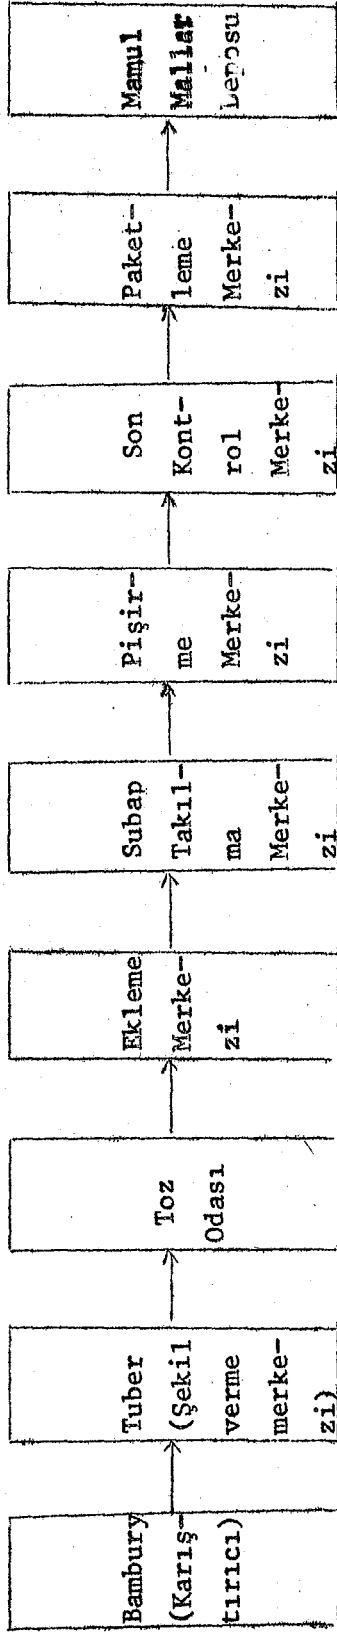 Bambury
(Karış-
tırıcı)
Tuber
(Şekil
verme
merke-
zi)
Toz
Odası
Ekleme
Merke-
zi
Subap
Takıl-
ma
Merke-
zi
Pişir-
me
Merke-
zi
Son
Kont-
rol
Merke-
zi
Paket-
leme
Merke-
zi
Mamul
Mallar
Deposu